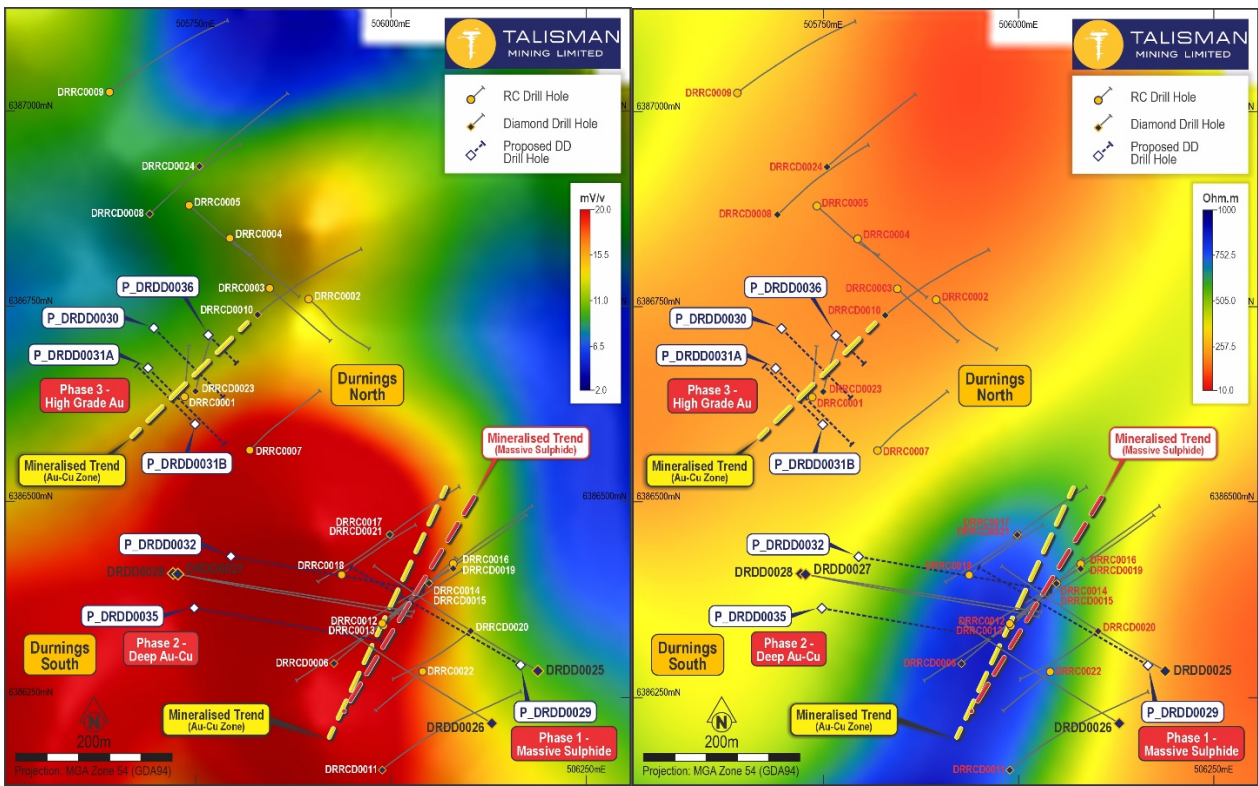 505750mE
506000mE
TALISMAN
MINING LIMITED
RC Drill Hole
Diamond Drill Hole
Proposed DD
Drill Hole
mV/v
20.0
15.5
11.0
6.5
2.0
6387000mN
6386750mN
6386500mN
6386250mN
506250mE
DRRC0009
DRRCD0024
DRRCD0008
DRRC0005
DRRC0004
DRRC0003
DRRC0002
DRRCD0010
P_DRDD0036
P_DRDD0030
P_DRDD0031A
Phase 3 -
High Grade Au
DRRCD0023
DRRC0001
Durnings
North
Mineralised Trend
(Au-Cu Zone)
P_DRDD0031B
DRRC0007
Mineralised Trend
(Massive Sulphide)
DRRC0017
DRRCD0021
P_DRDD0032
DRRC0018
DRRC0016
DRRCD0019
DRDD0028
DRDD0027
DRRC0014
DRRCD0015
P_DRDD0035
DRRC0012
DRRC0013
DRRCD0020
Durnings
South
Phase 2 -
Deep Au-Cu
DRRCD0006
DRRC0022
DRDD0025
P_DRDD0029
Mineralised Trend
(Au-Cu Zone)
DRDD0026
Phase 1 -
Massive Sulphide
N
200m
Projection: MGA Zone 54 (GDA94)
DRRCD0011
505750mE
506000mE
TALISMAN
MINING LIMITED
RC Drill Hole
Diamond Drill Hole
Proposed DD
Drill Hole
Ohm.m
1000
752.5
505.0
257.5
10.0
6387000mN
6386750mN
6386500mN
6386250mN
506250mE
DRRC0009
DRRCD0024
DRRCD0008
DRRC0005
DRRC0004
DRRC0003
DRRC0002
DRRCD0010
P_DRDD0036
P_DRDD0030
P_DRDD0031A
Phase 3 -
High Grade Au
DRRCD0023
DRRC0001
Durnings
North
Mineralised Trend
(Au-Cu Zone)
P_DRDD0031B
DRRC0007
Mineralised Trend
(Massive Sulphide)
DRRC0017
DRRCD0021
P_DRDD0032
DRRC0018
DRRC0016
DRRCD0019
DRDD0028
DRDD0027
DRRC0014
DRRCD0015
P_DRDD0035
DRRC0012
DRRC0013
DRRCD0020
Durnings
South
Phase 2 -
Deep Au-Cu
DRRCD0006
DRRC0022
DRDD0025
P_DRDD0029
Mineralised Trend
(Au-Cu Zone)
DRDD0026
Phase 1 -
Massive Sulphide
N
200m
Projection: MGA Zone 54 (GDA94)
DRRCD0011